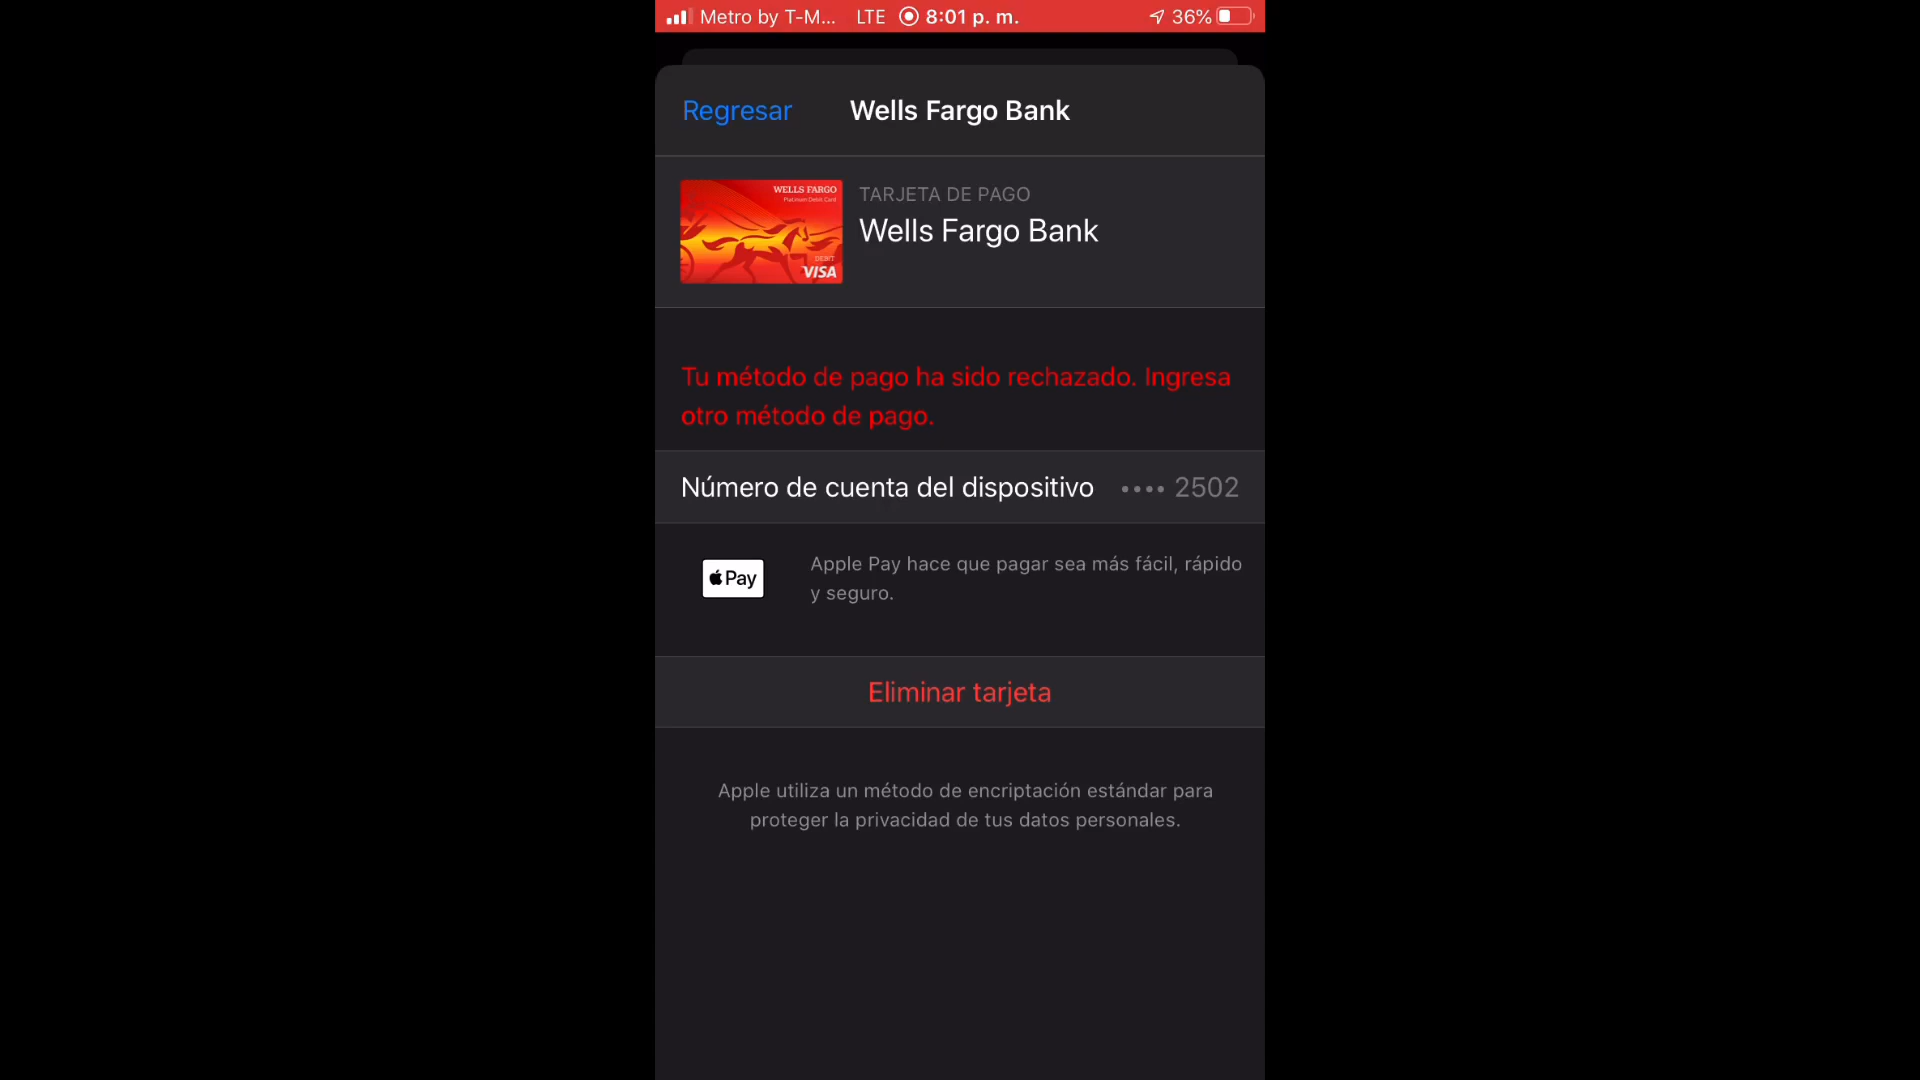 Metro by T-M... LTE 8:01 p. m. 36%
Regresar Wells Fargo Bank
WELLS FARGO
Platinum Debit Card
DEBIT
VISA
TARJETA DE PAGO
Wells Fargo Bank
Tu método de pago ha sido rechazado. Ingresa
otro método de pago.
Número de cuenta del dispositivo •••• 2502
Pay
Apple Pay hace que pagar sea más fácil, rápido
y seguro.
Eliminar tarjeta
Apple utiliza un método de encriptación estándar para
proteger la privacidad de tus datos personales.